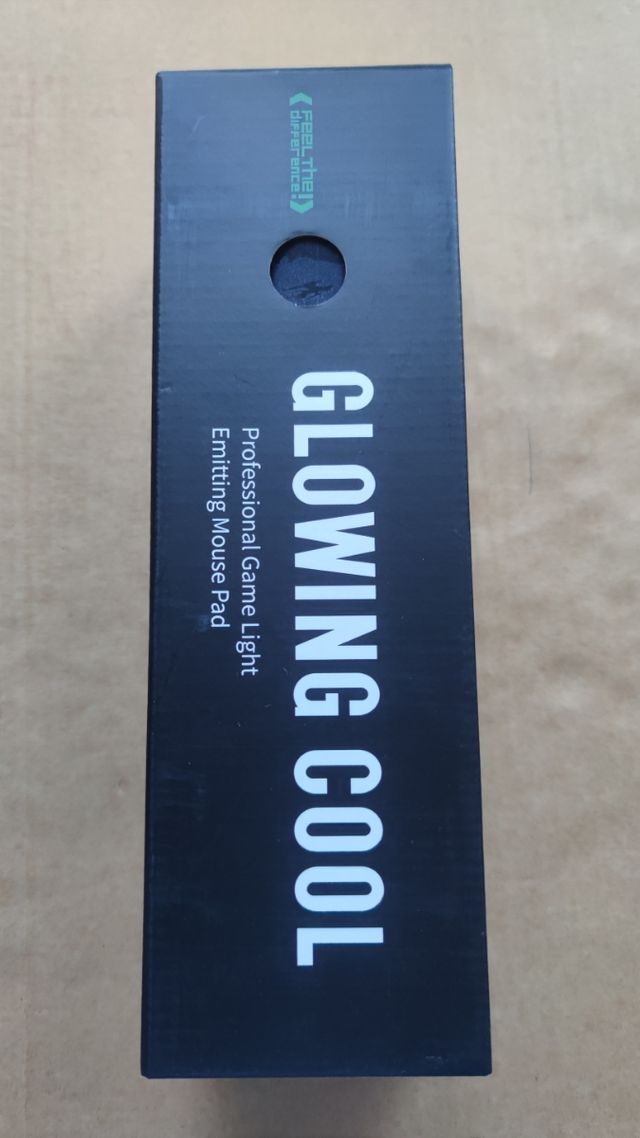 FEEL THE!
DIFFERENCE!
GLOWING COOL
Professional Game Light
Emitting Mouse Pad